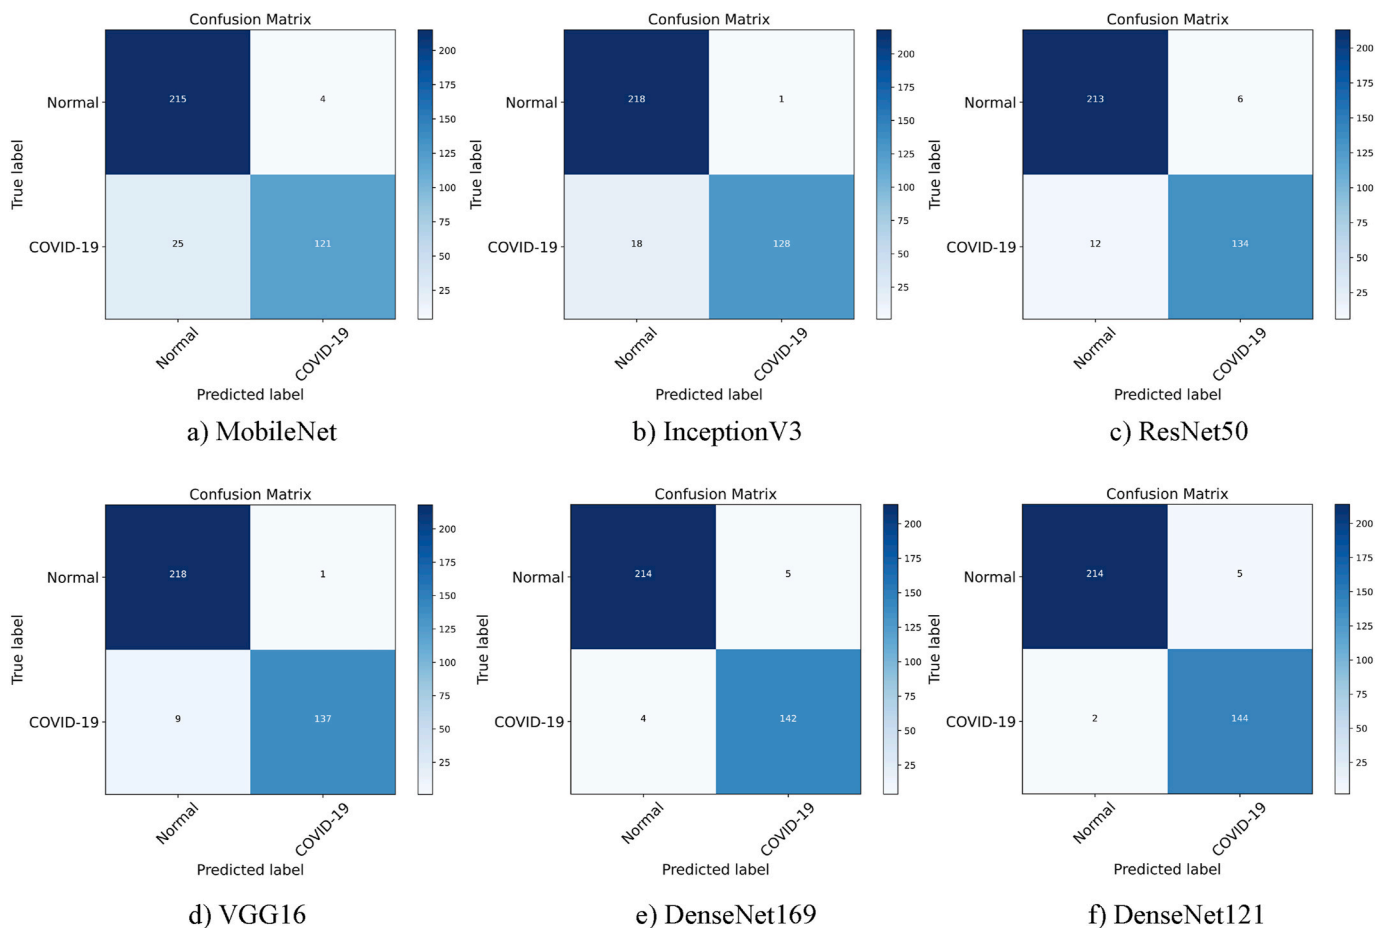 Confusion Matrix
Normal
COVID-19
True label
215
4
25
121
Normal
COVID-19
Predicted label
200
175
150
125
100
75
50
25
a) MobileNet
Confusion Matrix
Normal
COVID-19
True label
218
1
18
128
Normal
COVID-19
Predicted label
200
175
150
125
100
75
50
25
b) InceptionV3
Confusion Matrix
Normal
COVID-19
True label
213
6
12
134
Normal
COVID-19
Predicted label
200
175
150
125
100
75
50
25
c) ResNet50
Confusion Matrix
Normal
COVID-19
True label
218
1
9
137
Normal
COVID-19
Predicted label
200
175
150
125
100
75
50
25
d) VGG16
Confusion Matrix
Normal
COVID-19
True label
214
5
4
142
Normal
COVID-19
Predicted label
200
175
150
125
100
75
50
25
e) DenseNet169
Confusion Matrix
Normal
COVID-19
True label
214
5
2
144
Normal
COVID-19
Predicted label
200
175
150
125
100
75
50
25
f) DenseNet121